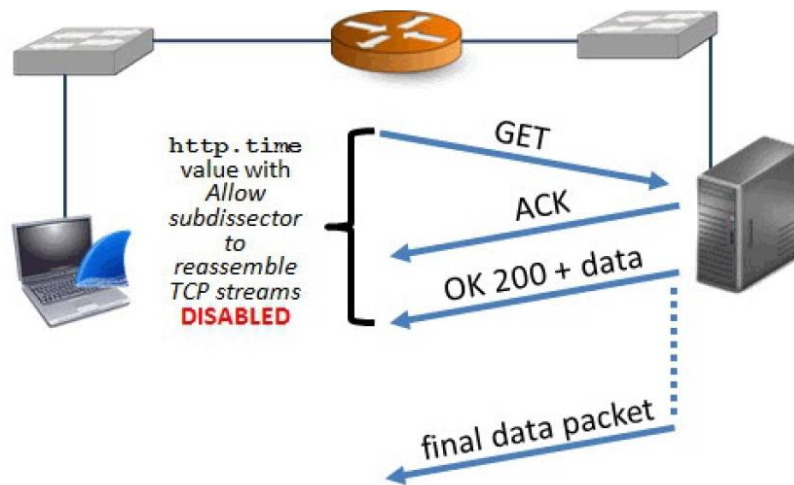 http.time
value with
Allow
subdissector
to
reassemble
TCP streams
DISABLED
GET
ACK
OK 200 + data
final data packet